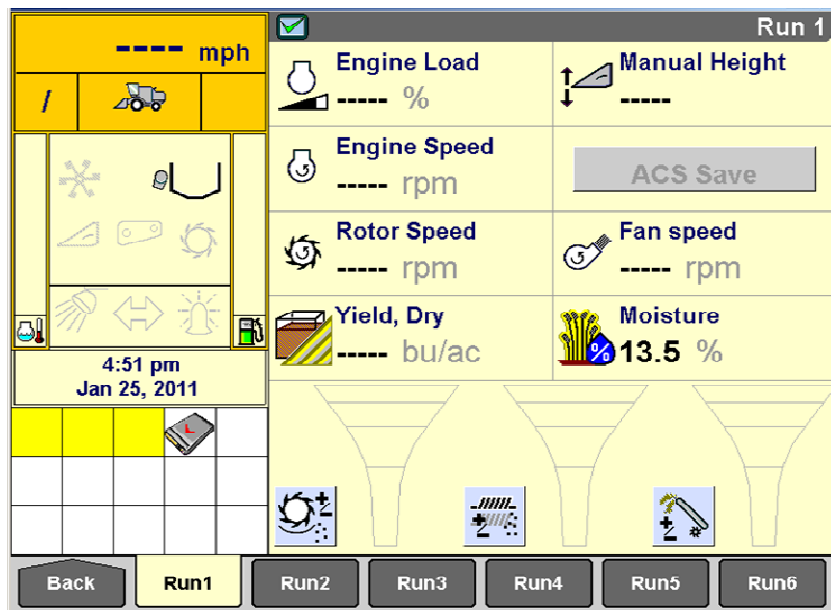 ---- mph
/
4:51 pm
Jan 25, 2011
Run 1
Engine Load
----- %
Manual Height
-----
Engine Speed
----- rpm
ACS Save
Rotor Speed
----- rpm
Fan speed
----- rpm
Yield, Dry
----- bu/ac
Moisture
% 13.5 %
Back Run1 Run2 Run3 Run4 Run5 Run6